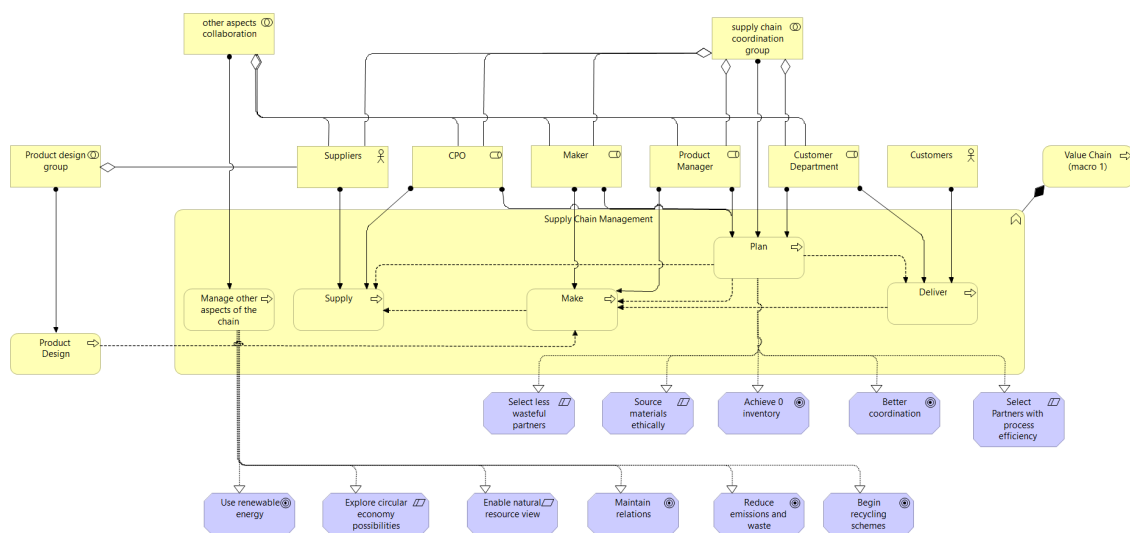 other aspects
collaboration
supply chain
coordination
group
Product design
group
Suppliers
CPO
Maker
Product
Manager
Customer
Department
Customers
Value Chain
(macro 1)
Supply Chain Management
Plan
Manage other
aspects of the
chain
Supply
Make
Deliver
Product
Design
Select less
wasteful
partners
Source
materials
ethically
Achieve 0
inventory
Better
coordination
Select
Partners with
process
efficiency
Use renewable
energy
Explore circular
economy
possibilities
Enable natural
resource view
Maintain
relations
Reduce
emissions and
waste
Begin
recycling
schemes